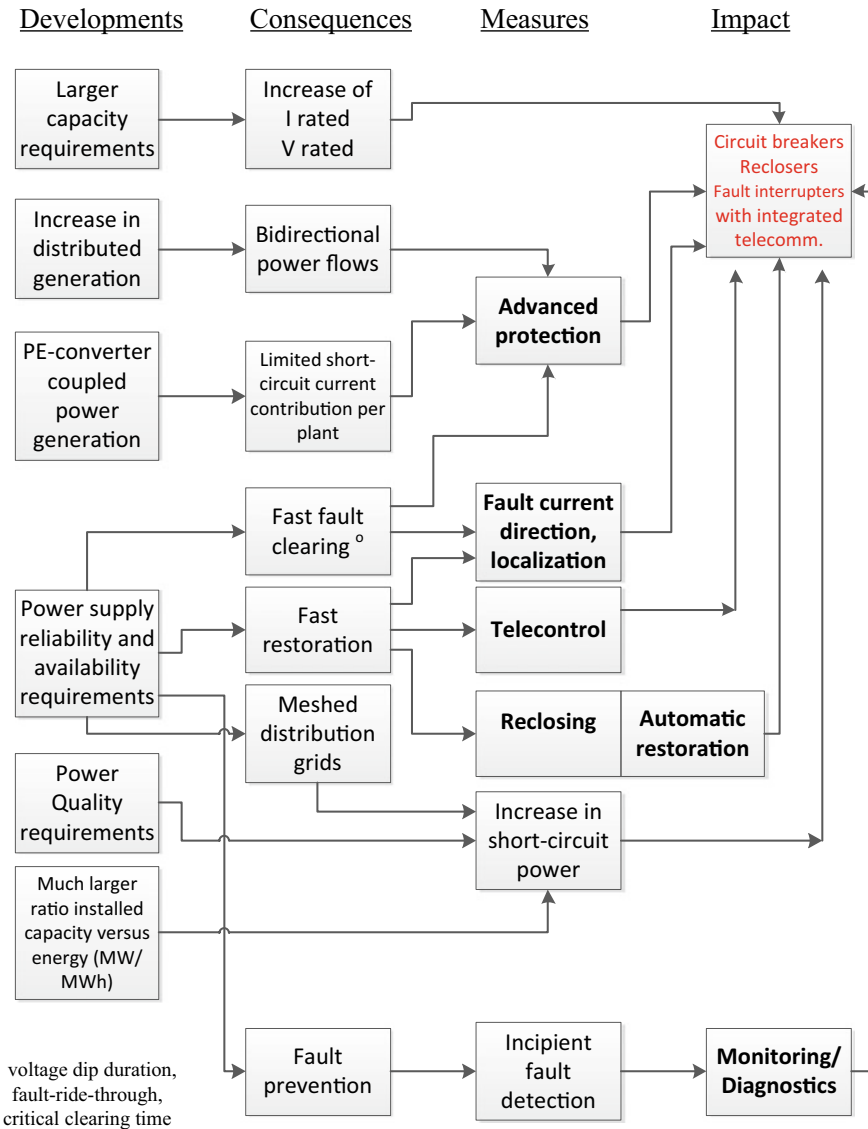 Developments
Consequences
Measures
Impact
Larger
capacity
requirements
Increase of
I rated
V rated
Circuit breakers
Reclosers
Fault interrupters
with integrated
telecomm.
Increase in
distributed
generation
Bidirectional
power flows
Advanced
protection
PE-converter
coupled
power
generation
Limited short-
circuit current
contribution per
plant
Fast fault
clearing o
Fault current
direction,
localization
Power supply
reliability and
availability
requirements
Fast
restoration
Telecontrol
Meshed
distribution
grids
Reclosing
Automatic
restoration
Power
Quality
requirements
Increase in
short-circuit
power
Much larger
ratio installed
capacity versus
energy (MW/
MWh)
Fault
prevention
Incipient
fault
detection
Monitoring/
Diagnostics
voltage dip duration,
fault-ride-through,
critical clearing time